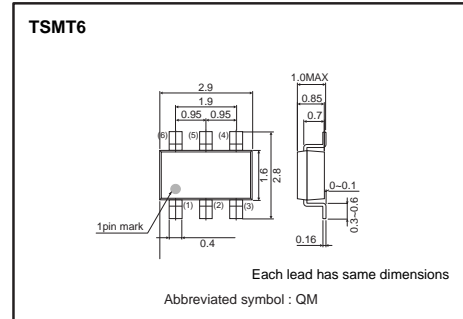 TSMT6
1.0MAX
2.9
0.85
1.9
0.7
0.95 0.95
(6) (5) (4)
1.6
2.8
0~0.1
(1) (2) (3)
1pin mark
0.3~0.6
0.4
0.16
Each lead has same dimensions
Abbreviated symbol : QM